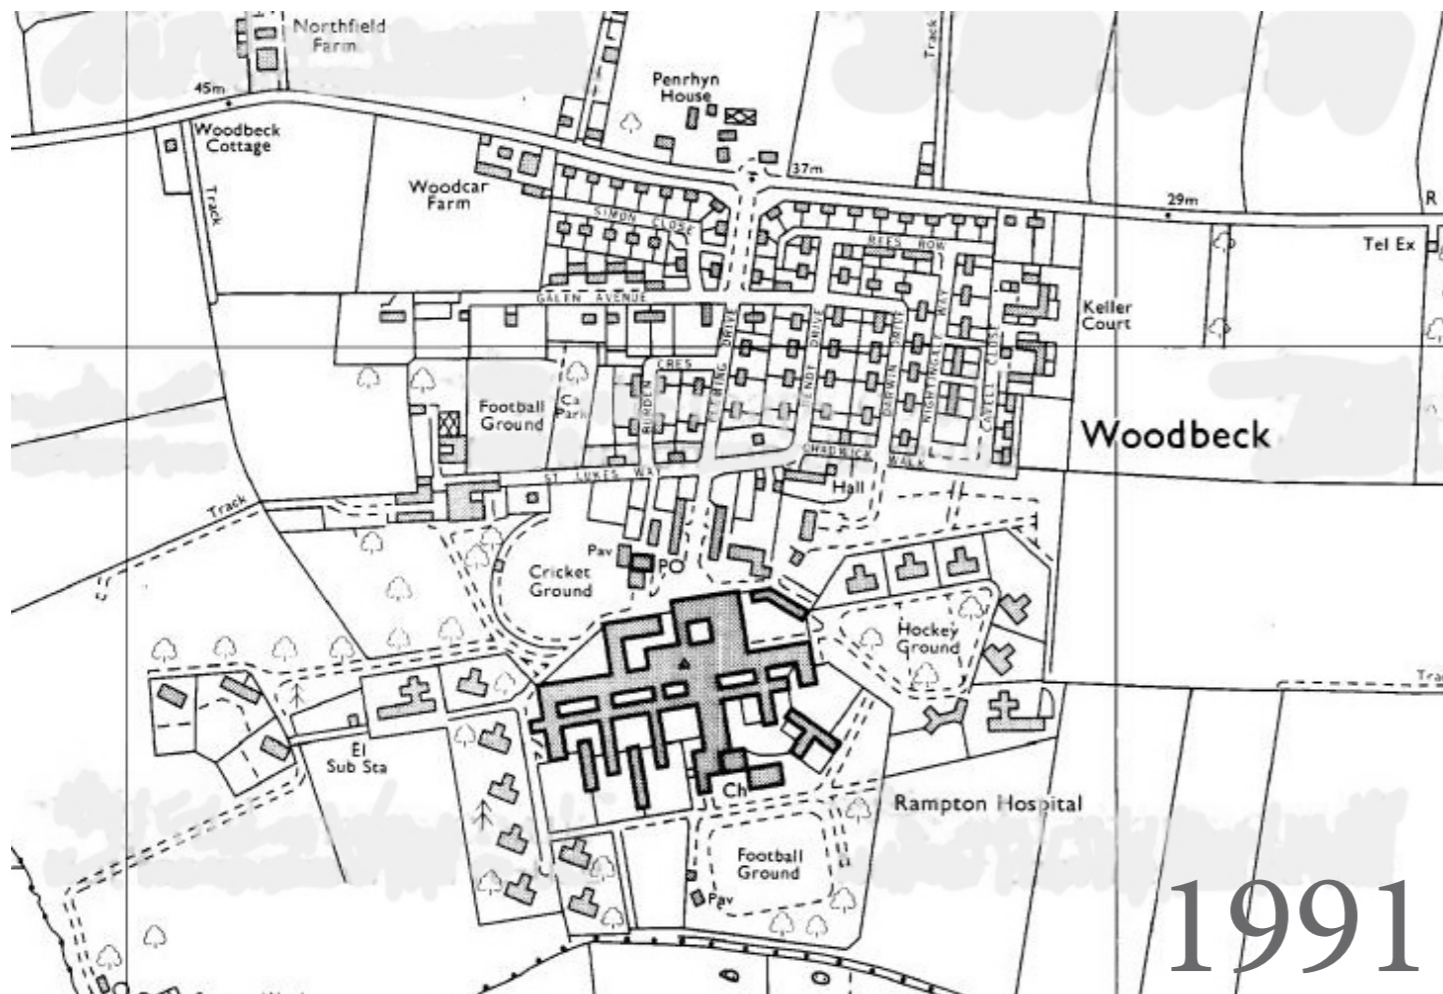 Northfield
Farm
Track
45m
Penrhyn
House
Woodbeck
Cottage
Track
Woodcar
Farm
37m
29m
R
SIMON CLOSE
REES ROW
Tel Ex
GALEN AVENUE
Keller
Court
DRIVE
DRIVE
DARWIN DRIVE
NIGHTINGALE WAY
CAVELL CLOSE
CRES
BURDEN
Football
Ground
Ca
Park
Woodbeck
CHADWICK WALK
ST LUKES WAY
Hall
Track
Pav
PO
Cricket
Ground
Hockey
Ground
Tra
El
Sub Sta
Ch
Rampton Hospital
Football
Ground
Pav
1991